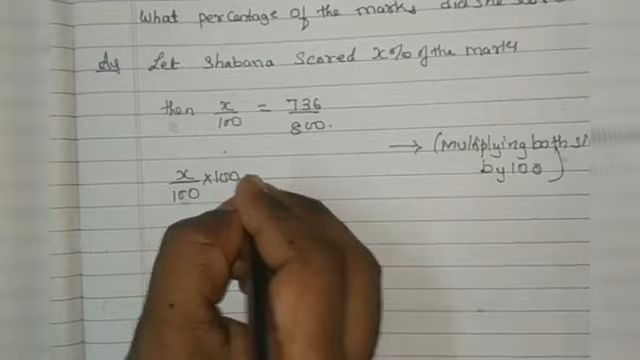 What percentage of the marks did she
Ans Let Shabana Scored x% of the marks
then x/100 = 736/800.
→ (Multiplying both
by 100)
x/100 × 100